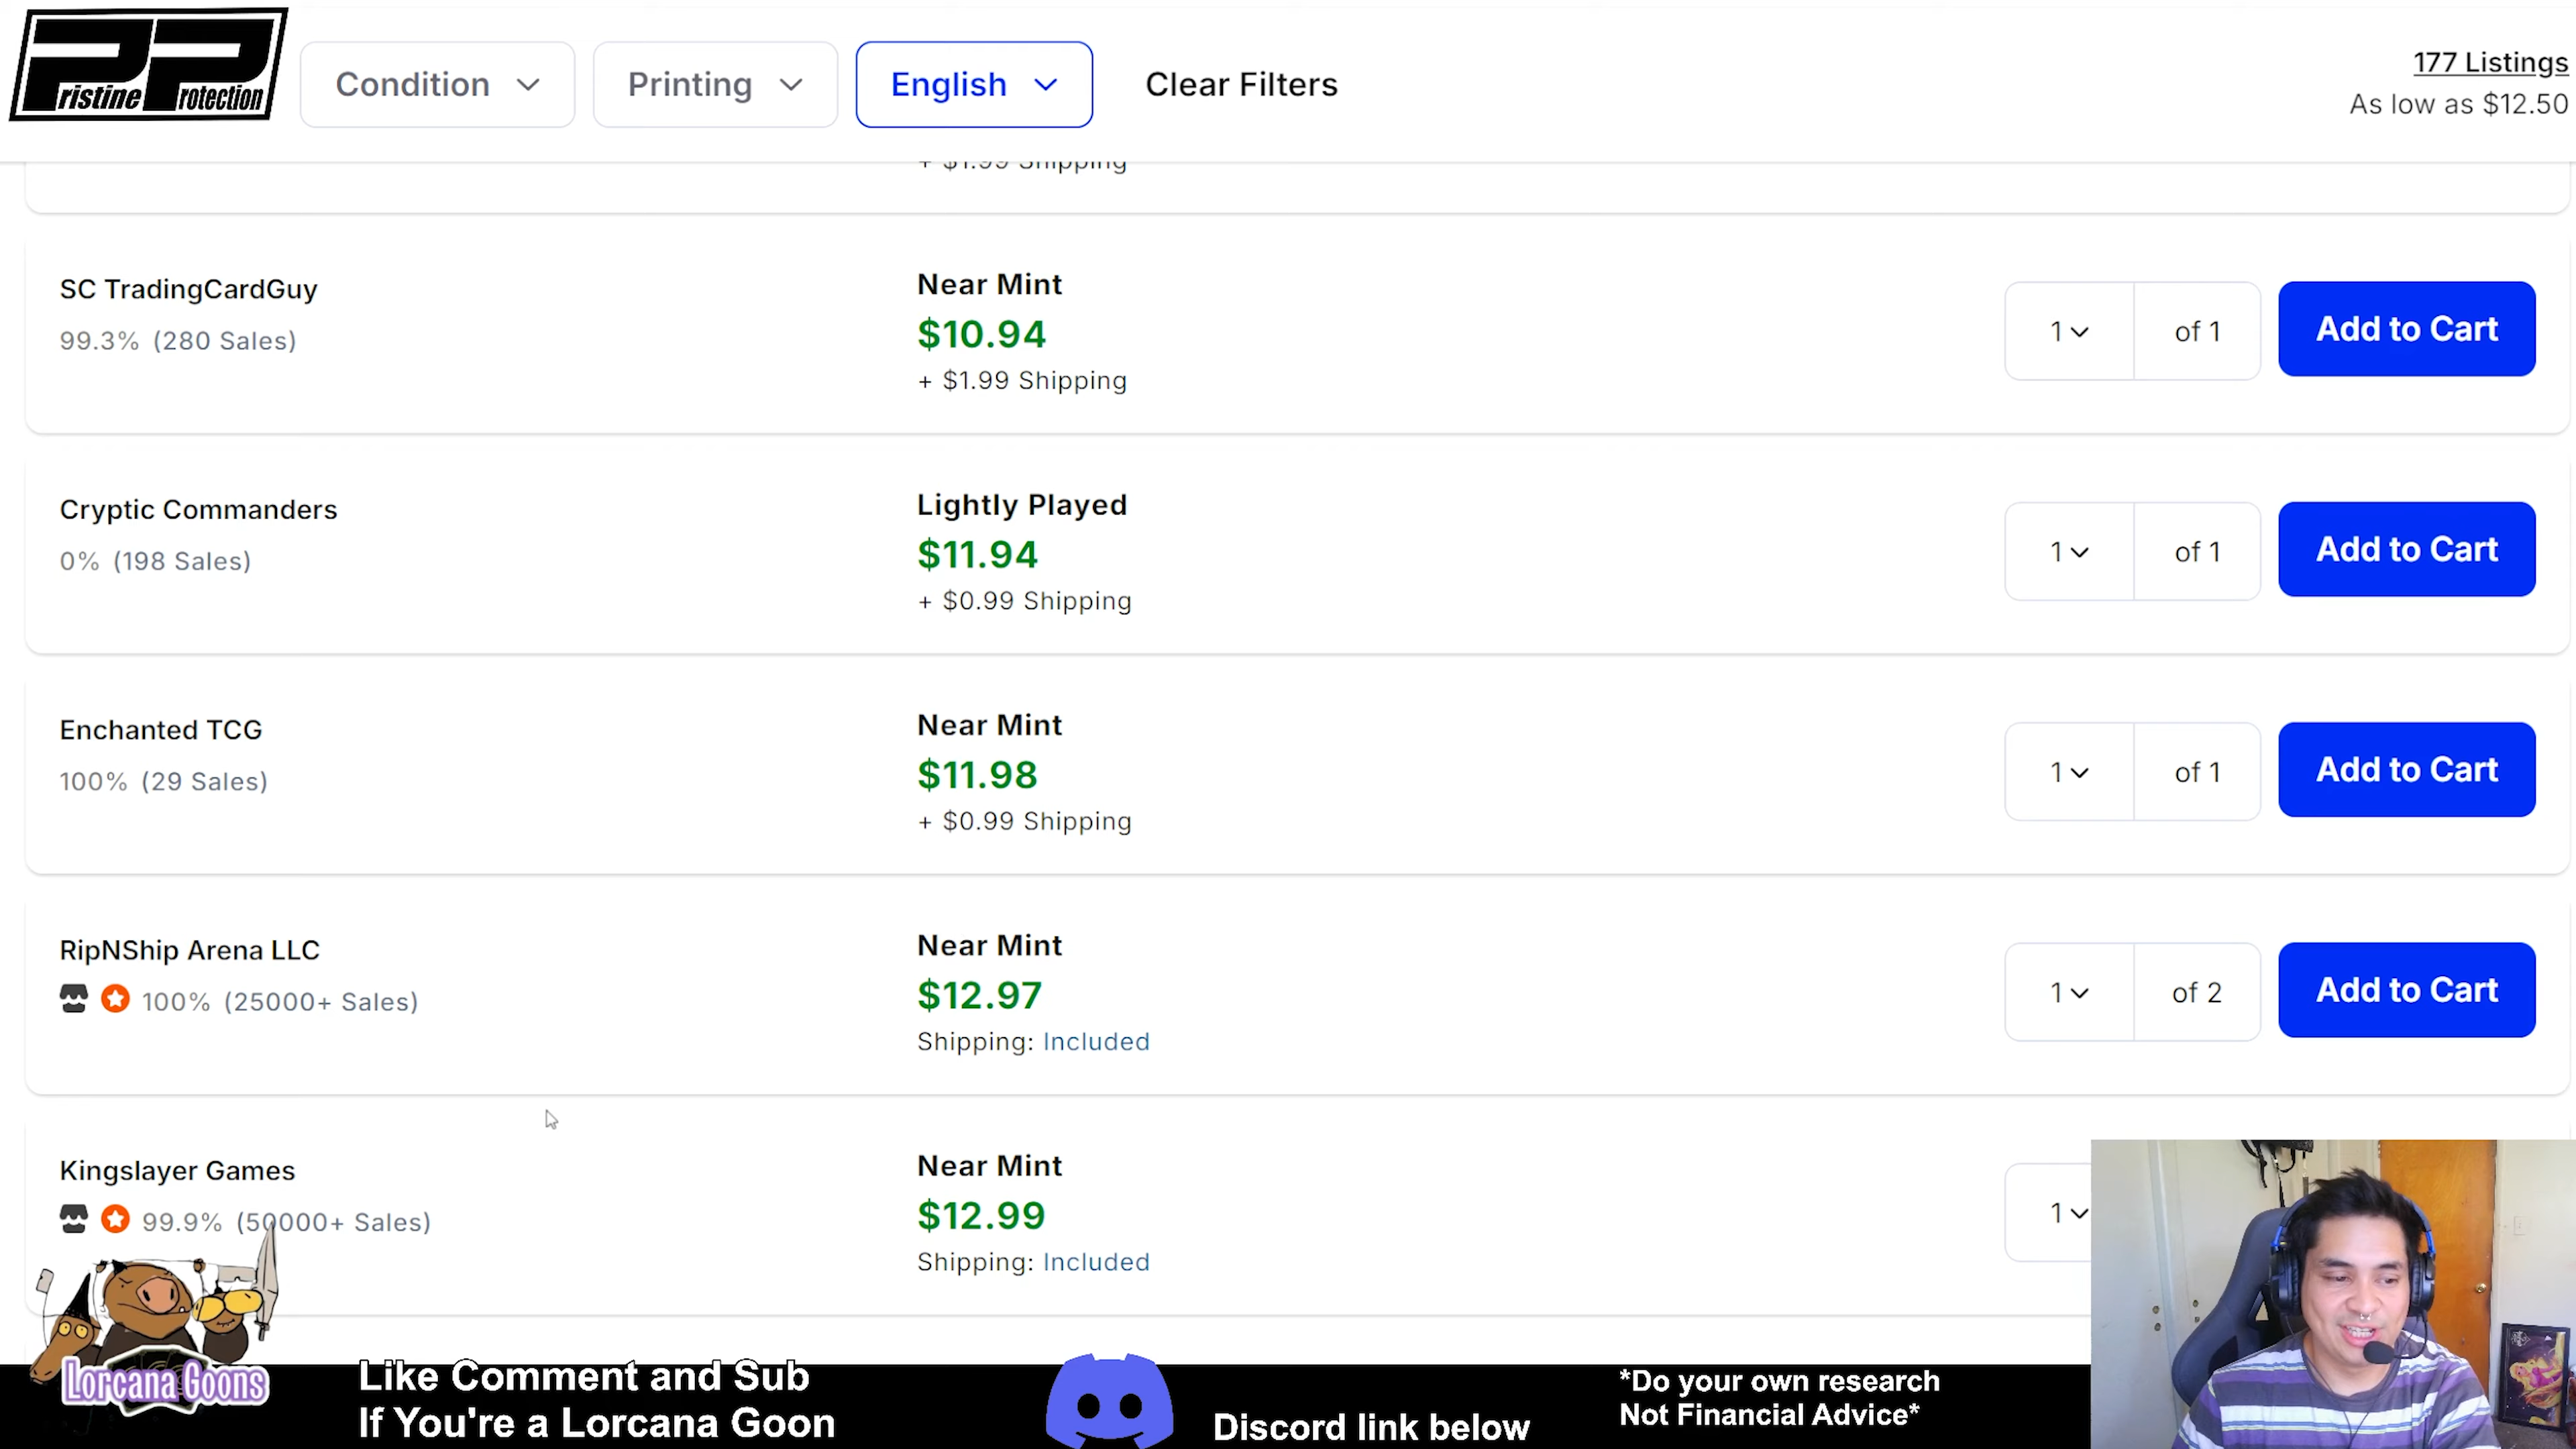 Pristine Protection
Condition
Printing
English
Clear Filters
177 Listings
As low as $12.50
+ $1.99 Shipping
SC TradingCardGuy
99.3% (280 Sales)
Near Mint
$10.94
+ $1.99 Shipping
1
of 1
Add to Cart
Cryptic Commanders
0% (198 Sales)
Lightly Played
$11.94
+ $0.99 Shipping
1
of 1
Add to Cart
Enchanted TCG
100% (29 Sales)
Near Mint
$11.98
+ $0.99 Shipping
1
of 1
Add to Cart
RipNShip Arena LLC
100% (25000+ Sales)
Near Mint
$12.97
Shipping: Included
1
of 2
Add to Cart
Kingslayer Games
99.9% (50000+ Sales)
Near Mint
$12.99
Shipping: Included
1
Lorcana Goons
Like Comment and Sub
If You're a Lorcana Goon
Discord link below
*Do your own research
Not Financial Advice*